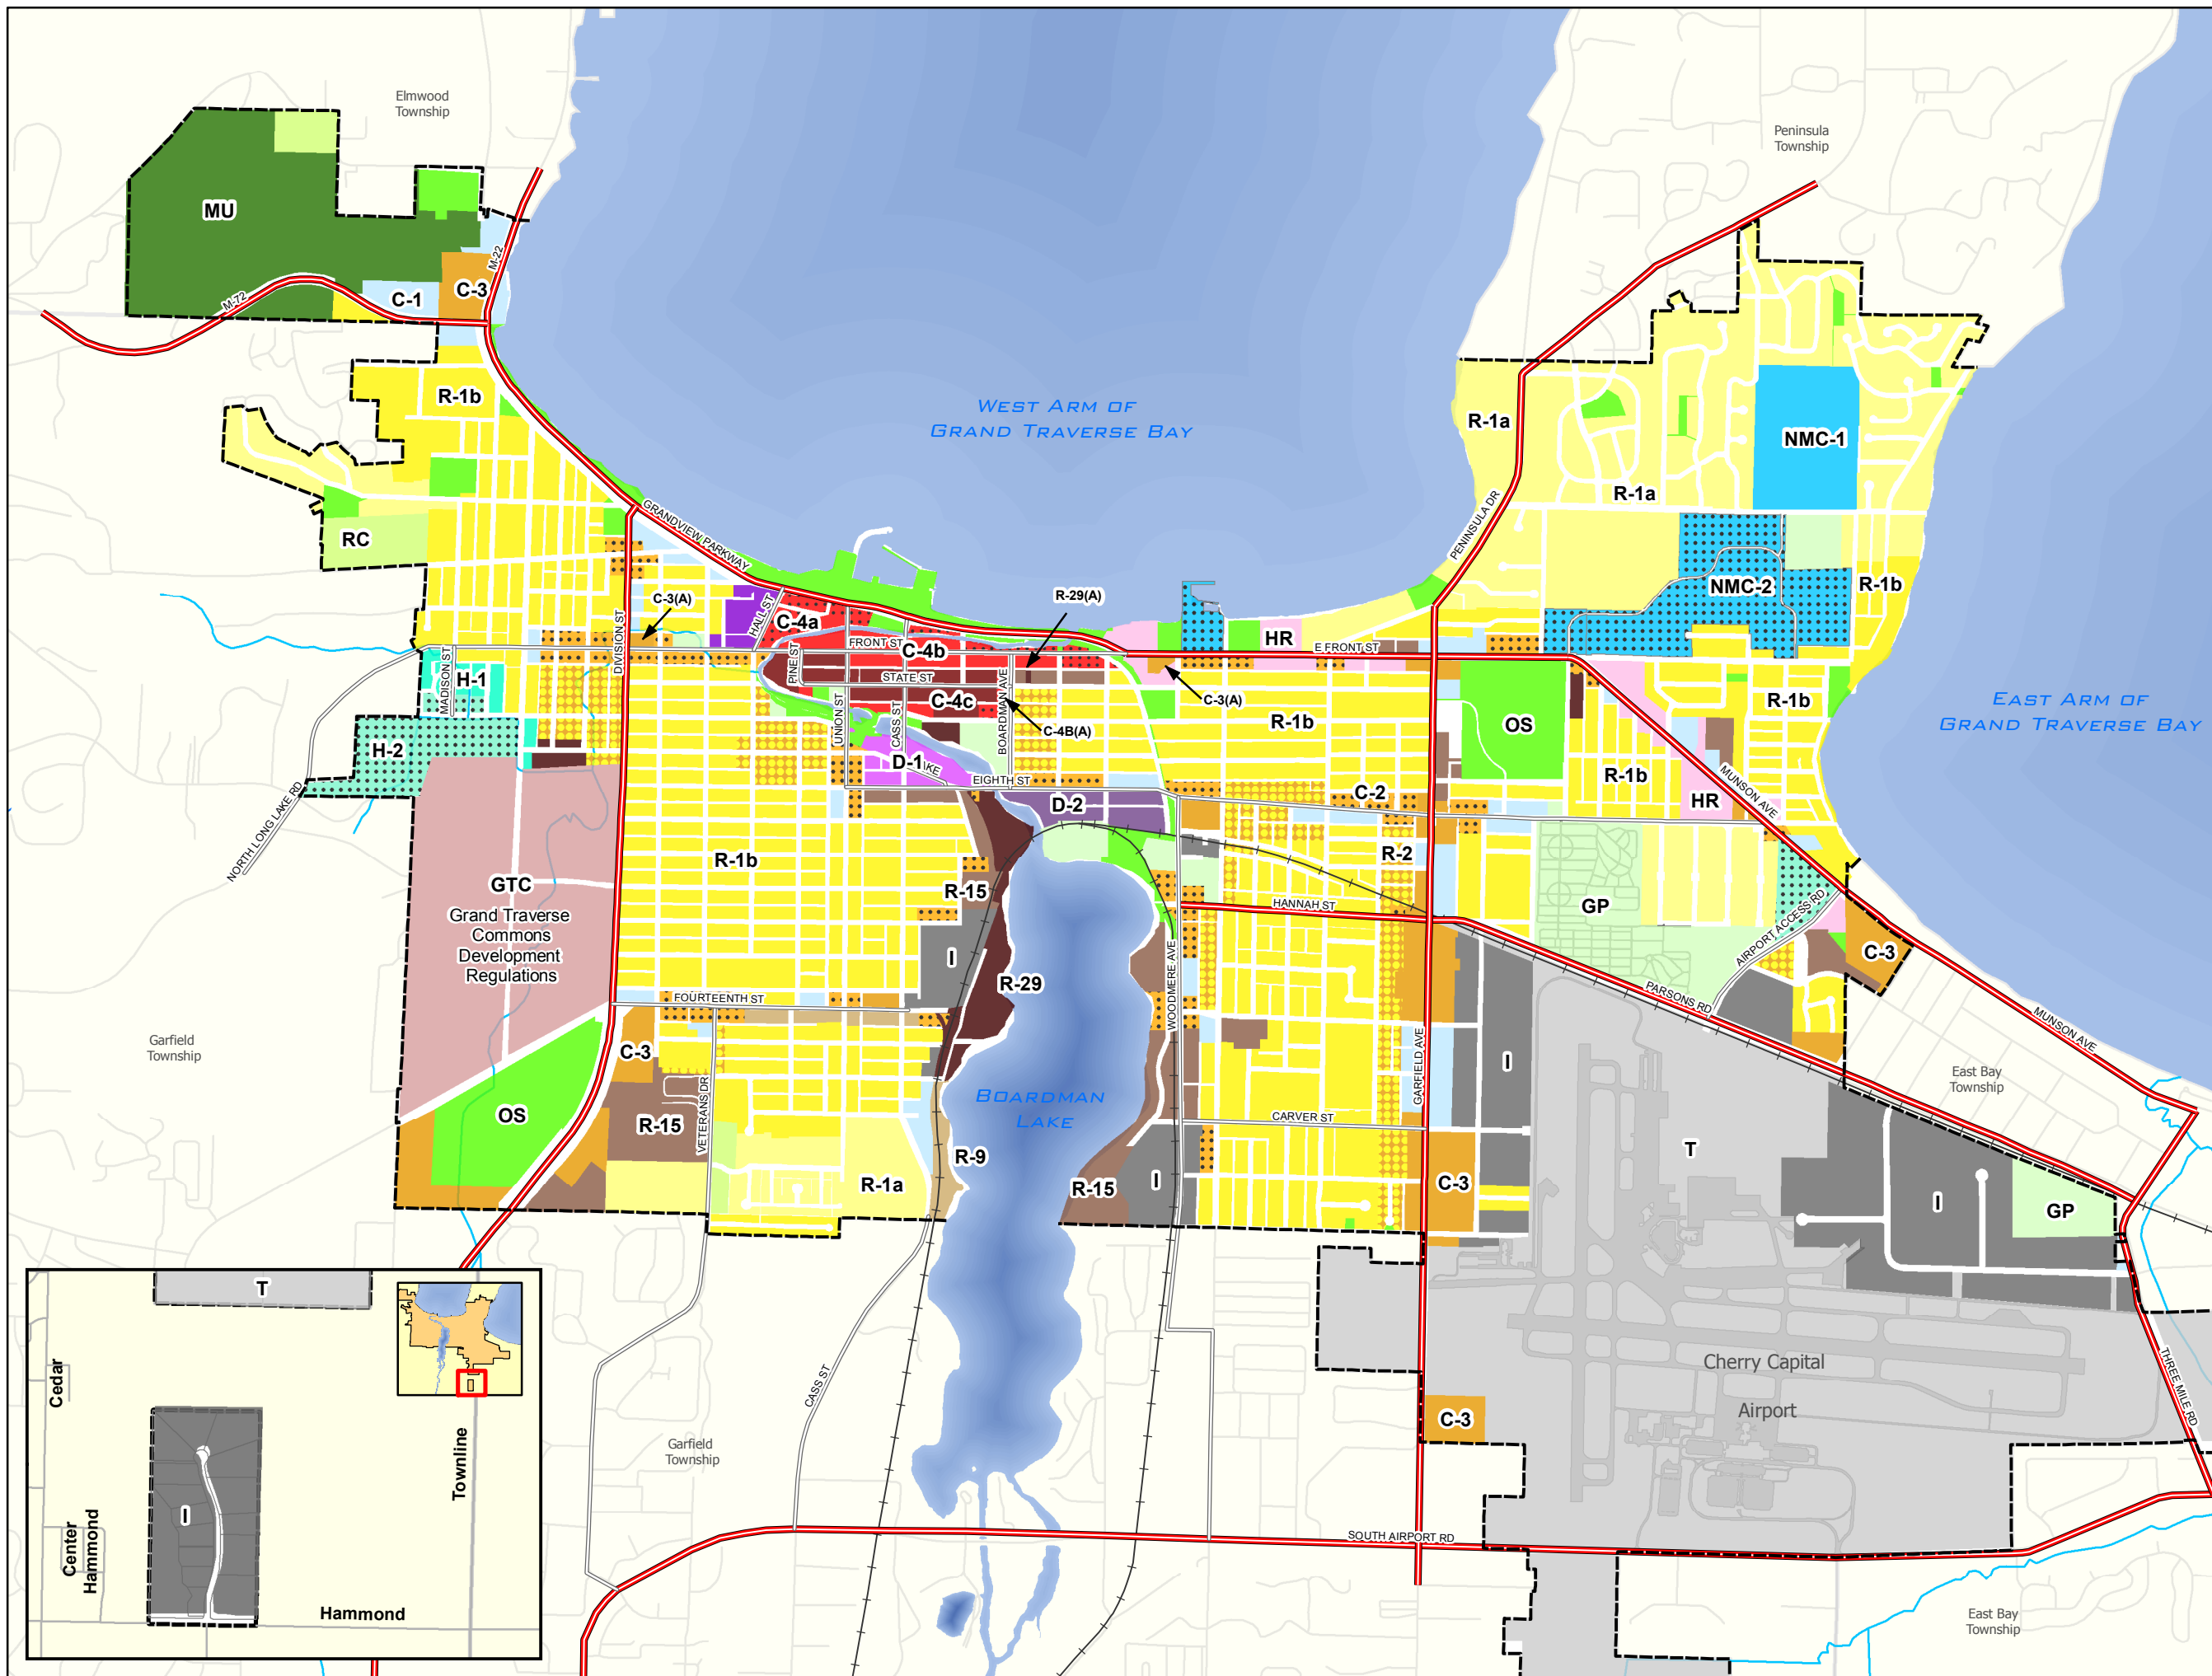 Elmwood
Township
Peninsula
Township
MU
M-22
C-3
C-1
M-72
R-1b
WEST ARM OF
GRAND TRAVERSE BAY
R-1a
NMC-1
R-1a
RC
GRANDVIEW PARKWAY
PENINSULA DR
NMC-2
R-1b
C-3(A)
R-29(A)
HALL ST
C-4a
DIVISION ST
FRONT ST
C-4b
HR
E FRONT ST
MADISON ST
H-1
PINE ST
STATE ST
C-4c
BOARDMAN AVE
C-3(A)
R-1b
R-1b
EAST ARM OF
GRAND TRAVERSE BAY
UNION ST
CASS ST
C-4B(A)
OS
H-2
D-1
EIGHTH ST
R-1b
MUNSON AVE
NORTH LONG LAKE RD
D-2
C-2
HR
R-1b
R-2
GTC
Grand Traverse
Commons
Development
Regulations
R-15
HANNAH ST
GP
AIRPORT ACCESS RD
I
C-3
R-29
FOURTEENTH ST
WOODMERE AVE
PARSONS RD
MUNSON AVE
Garfield
Township
C-3
GARFIELD AVE
I
East Bay
Township
VETERANS DR
BOARDMAN
LAKE
OS
R-15
CARVER ST
T
R-9
R-1a
R-15
I
C-3
I
GP
T
Cherry Capital
Airport
THREE MILE RD
Cedar
CASS ST
C-3
Garfield
Township
Townline
I
Center
Hammond
SOUTH AIRPORT RD
Hammond
East Bay
Township